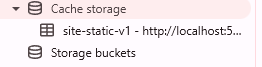 Cache storage
site-static-v1 - http://localhost:5...
Storage buckets